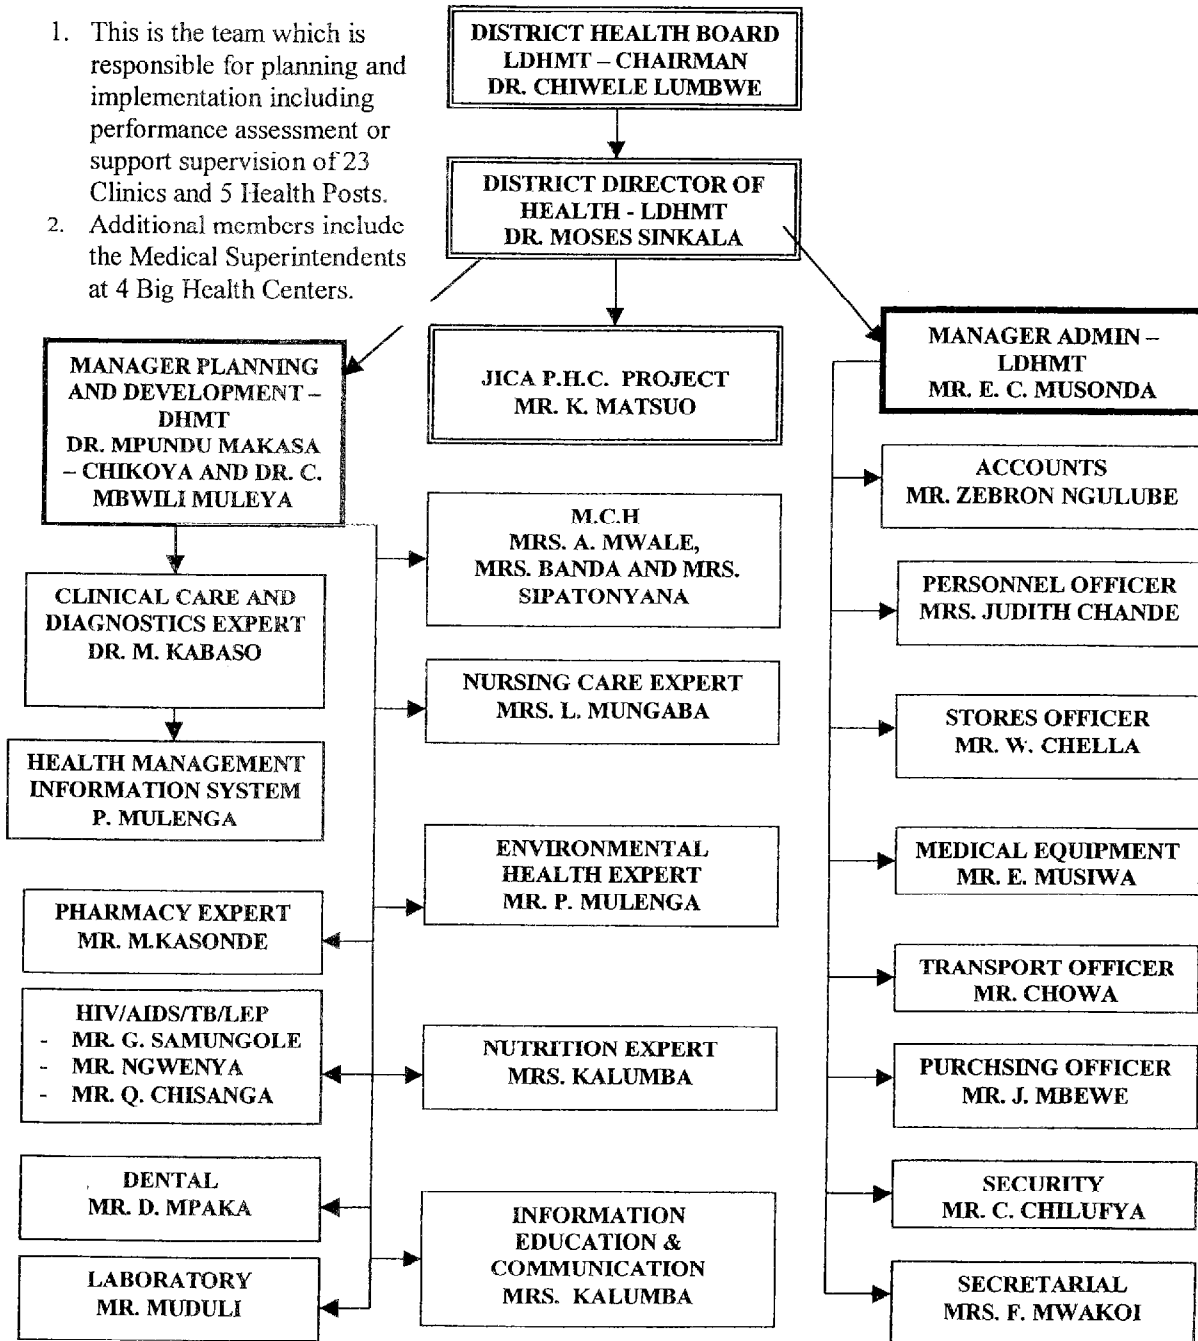 1. This is the team which is
responsible for planning and
implementation including
performance assessment or
support supervision of 23
Clinics and 5 Health Posts.
2. Additional members include
the Medical Superintendents
at 4 Big Health Centers.
DISTRICT HEALTH BOARD
LDHMT – CHAIRMAN
DR. CHIWELE LUMBWE
DISTRICT DIRECTOR OF
HEALTH - LDHMT
DR. MOSES SINKALA
MANAGER PLANNING
AND DEVELOPMENT –
DHMT
DR. MPUNDU MAKASA
– CHIKOYA AND DR. C.
MBWILI MULEYA
JICA P.H.C. PROJECT
MR. K. MATSUO
MANAGER ADMIN –
LDHMT
MR. E. C. MUSONDA
CLINICAL CARE AND
DIAGNOSTICS EXPERT
DR. M. KABASO
HEALTH MANAGEMENT
INFORMATION SYSTEM
P. MULENGA
PHARMACY EXPERT
MR. M.KASONDE
HIV/AIDS/TB/LEP
- MR. G. SAMUNGOLE
- MR. NGWENYA
- MR. Q. CHISANGA
DENTAL
MR. D. MPAKA
LABORATORY
MR. MUDULI
M.C.H
MRS. A. MWALE,
MRS. BANDA AND MRS.
SIPATONYANA
NURSING CARE EXPERT
MRS. L. MUNGABA
ENVIRONMENTAL
HEALTH EXPERT
MR. P. MULENGA
NUTRITION EXPERT
MRS. KALUMBA
INFORMATION
EDUCATION &
COMMUNICATION
MRS. KALUMBA
ACCOUNTS
MR. ZEBRON NGULUBE
PERSONNEL OFFICER
MRS. JUDITH CHANDE
STORES OFFICER
MR. W. CHELLA
MEDICAL EQUIPMENT
MR. E. MUSIWA
TRANSPORT OFFICER
MR. CHOWA
PURCHSING OFFICER
MR. J. MBEWE
SECURITY
MR. C. CHILUFYA
SECRETARIAL
MRS. F. MWAKOI